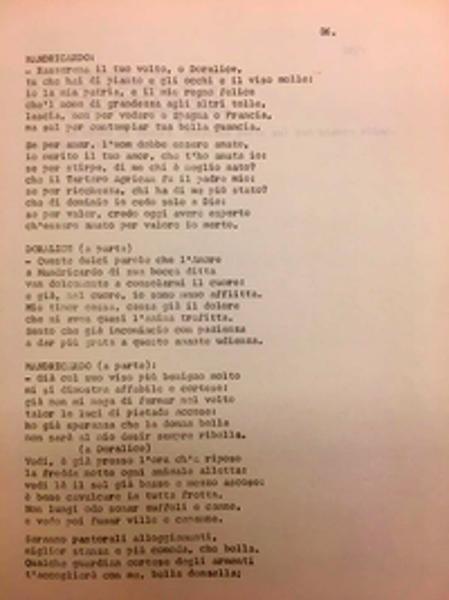 86.
MANDRICARDO:
- Rasserena il tuo volto, o Doralice,
tu che hai di pianto e gli occhi e il viso molle:
io la mia patria, e il mio regno felice
che'l nome di grandezza agli altri tolle,
lascia, non per vedere o Spagna o Francia,
ma sol per contemplar tua bella guancia.
Se per amar, l'uom debbe essere amato,
io merito il tuo amor, che t'ho amata io:
se per stirpe, di me chi è meglio nato?
che il Tartaro Agrican fu il padre mio:
se per ricchezza, chi ha di me più stato?
che di dominio io cedo solo a Dio:
se per valor, credo oggi avere esperto
ch'essere amato per valore io merto.
DORALICE (a parte)
- Queste dolci parole che l'Amore
a Mandricardo di sua bocca ditta
van dolcemente a consolarmi il cuore:
e già, nel cuore, io sono meno afflitta.
Mio timor cessa, cessa già il dolore
che mi avea quasi l'anima trafitta.
Sento che già incomincio con pazienza
a dar più grata a questo amante udienza.
MANDRICARDO (a parte):
- Già col suo viso più benigno molto
mi si dimostra affabile e cortese:
già non mi nega di fermar nel volto
talor le luci di pietade accese:
ho già speranza che la donna bella
non sarà al mio desir sempre ribella.
(a Doralice)
Vedi, è già presso l'ora ch'a riposo
la fredda notte ogni animale alletta:
vedi là il sol già basso e mezzo ascoso:
è bene cavalcare in tutta fretta.
Non lungi odo sonar zuffoli e canne,
e vedo poi fumar ville e capanne.
Saranno pastorali alloggiamenti,
miglior stanza e più comoda, che bella.
Qualche guardian cortese degli armenti
t'accoglierà con me, bella donzella;